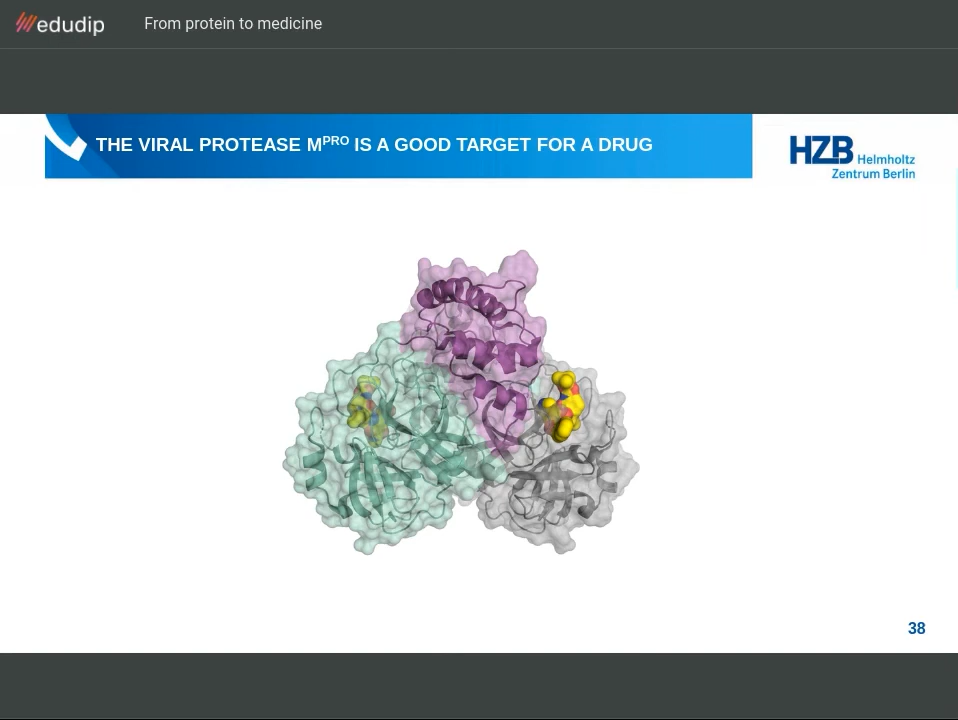 edudip
From protein to medicine
THE VIRAL PROTEASE MPRO IS A GOOD TARGET FOR A DRUG
HZB Helmholtz
Zentrum Berlin
38